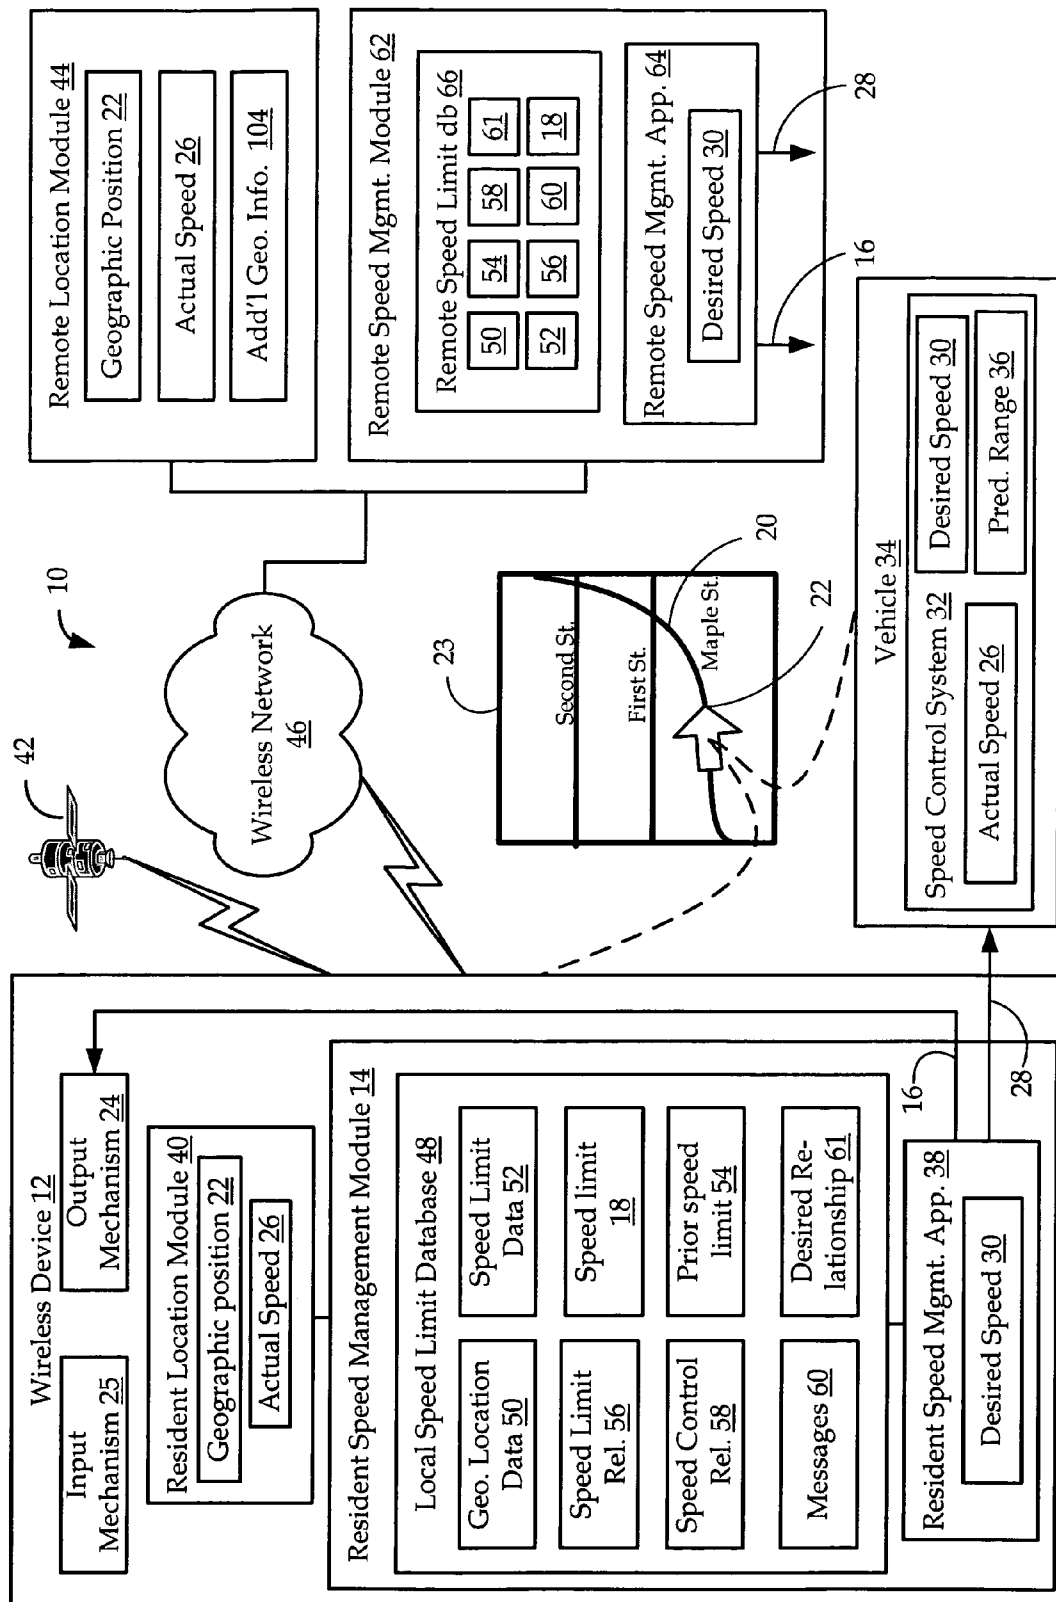 Wireless Device 12
Input
Mechanism 25
Output
Mechanism 24
Resident Location Module 40
Geographic position 22
Actual Speed 26
Resident Speed Management Module 14
Local Speed Limit Database 48
Geo. Location
Data 50
Speed Limit
Data 52
Speed Limit
Rel. 56
Speed limit
18
Speed Control
Rel. 58
Prior speed
limit 54
Messages 60
Desired Re-
lationship 61
Resident Speed Mgmt. App. 38
Desired Speed 30
16
28
42
10
Wireless Network
46
23
Second St.
First St.
Maple St.
20
22
Vehicle 34
Speed Control System 32
Actual Speed 26
Desired Speed 30
Pred. Range 36
Remote Location Module 44
Geographic Position 22
Actual Speed 26
Add'l Geo. Info. 104
Remote Speed Mgmt. Module 62
Remote Speed Limit db 66
50 54 58 61
52 56 60 18
Remote Speed Mgmt. App. 64
Desired Speed 30
16
28